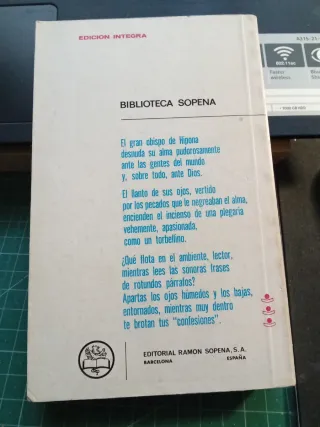 EDICION INTEGRA
BIBLIOTECA SOPENA
El gran obispo de Hipona
desnuda su alma pudorosamente
ante las gentes del mundo
y, sobre todo, ante Dios.
El llanto de sus ojos, vertido
por los pecados que le negreaban el alma,
encienden el incienso de una plegaria
vehemente, apasionada,
como un torbellino.
¿Qué flota en el ambiente, lector,
mientras lees las sonoras frases
de rotundos párrafos?
Apartas los ojos húmedos y los bajas,
entornados, mientras muy dentro
te brotan tus "confesiones".
EDITORIAL RAMON SOPENA, S. A.
BARCELONA ESPAÑA
802.11ac